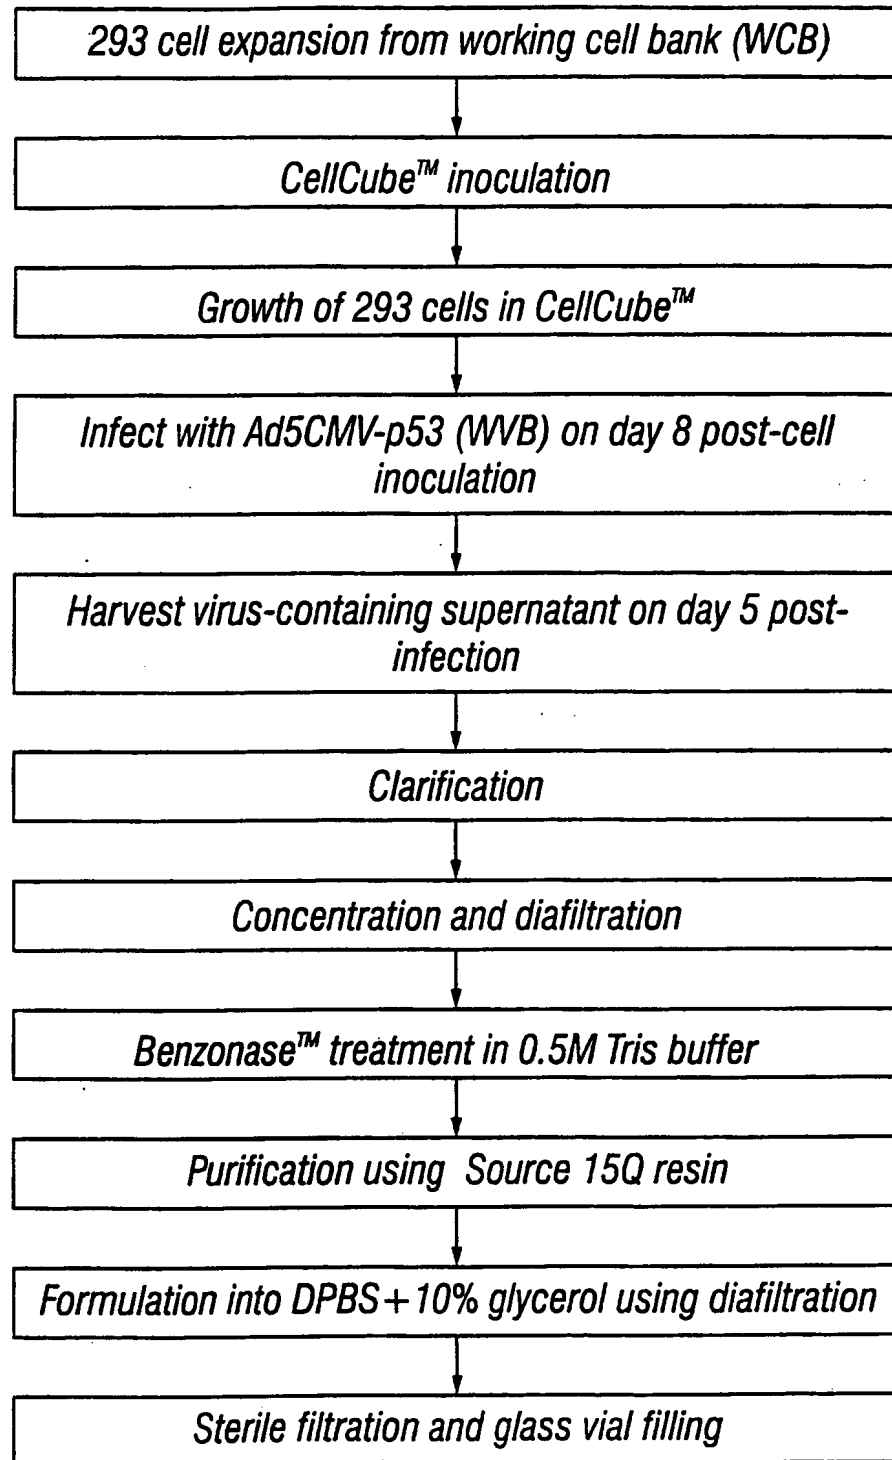 293 cell expansion from working cell bank (WCB)
CellCube™ inoculation
Growth of 293 cells in CellCube™
Infect with Ad5CMV-p53 (WVB) on day 8 post-cell
inoculation
Harvest virus-containing supernatant on day 5 post-
infection
Clarification
Concentration and diafiltration
Benzonase™ treatment in 0.5M Tris buffer
Purification using Source 15Q resin
Formulation into DPBS+10% glycerol using diafiltration
Sterile filtration and glass vial filling